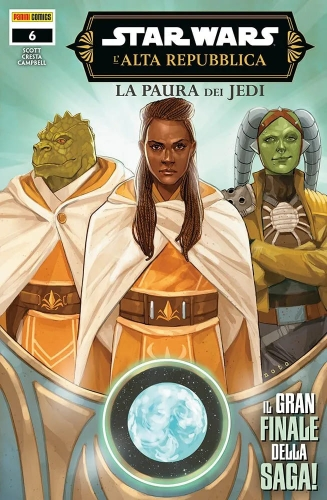 PANINI COMICS
6
SCOTT
CRESTA
CAMPBELL
STAR WARS
L'ALTA REPUBBLICA
LA PAURA DEI JEDI
NOTO
IL GRAN
FINALE
DELLA
SAGA!